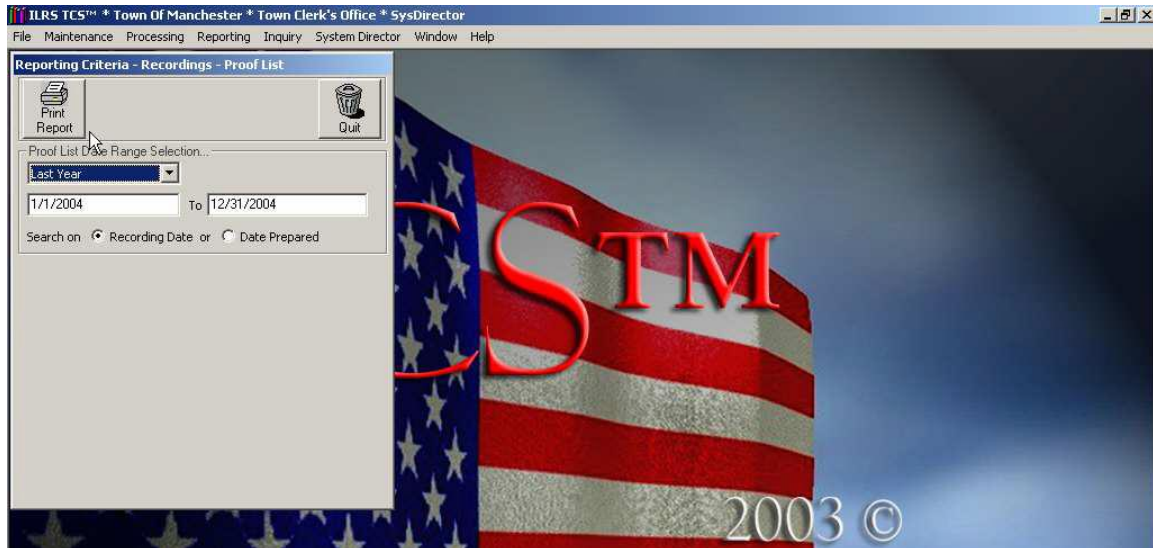 ILRS TCS™ * Town Of Manchester * Town Clerk's Office * SysDirector
File Maintenance Processing Reporting Inquiry System Director Window Help
Reporting Criteria - Recordings - Proof List
Print
Report
Quit
Proof List Date Range Selection...
Last Year
1/1/2004 To 12/31/2004
Search on Recording Date or Date Prepared
CSTM
2003 ©